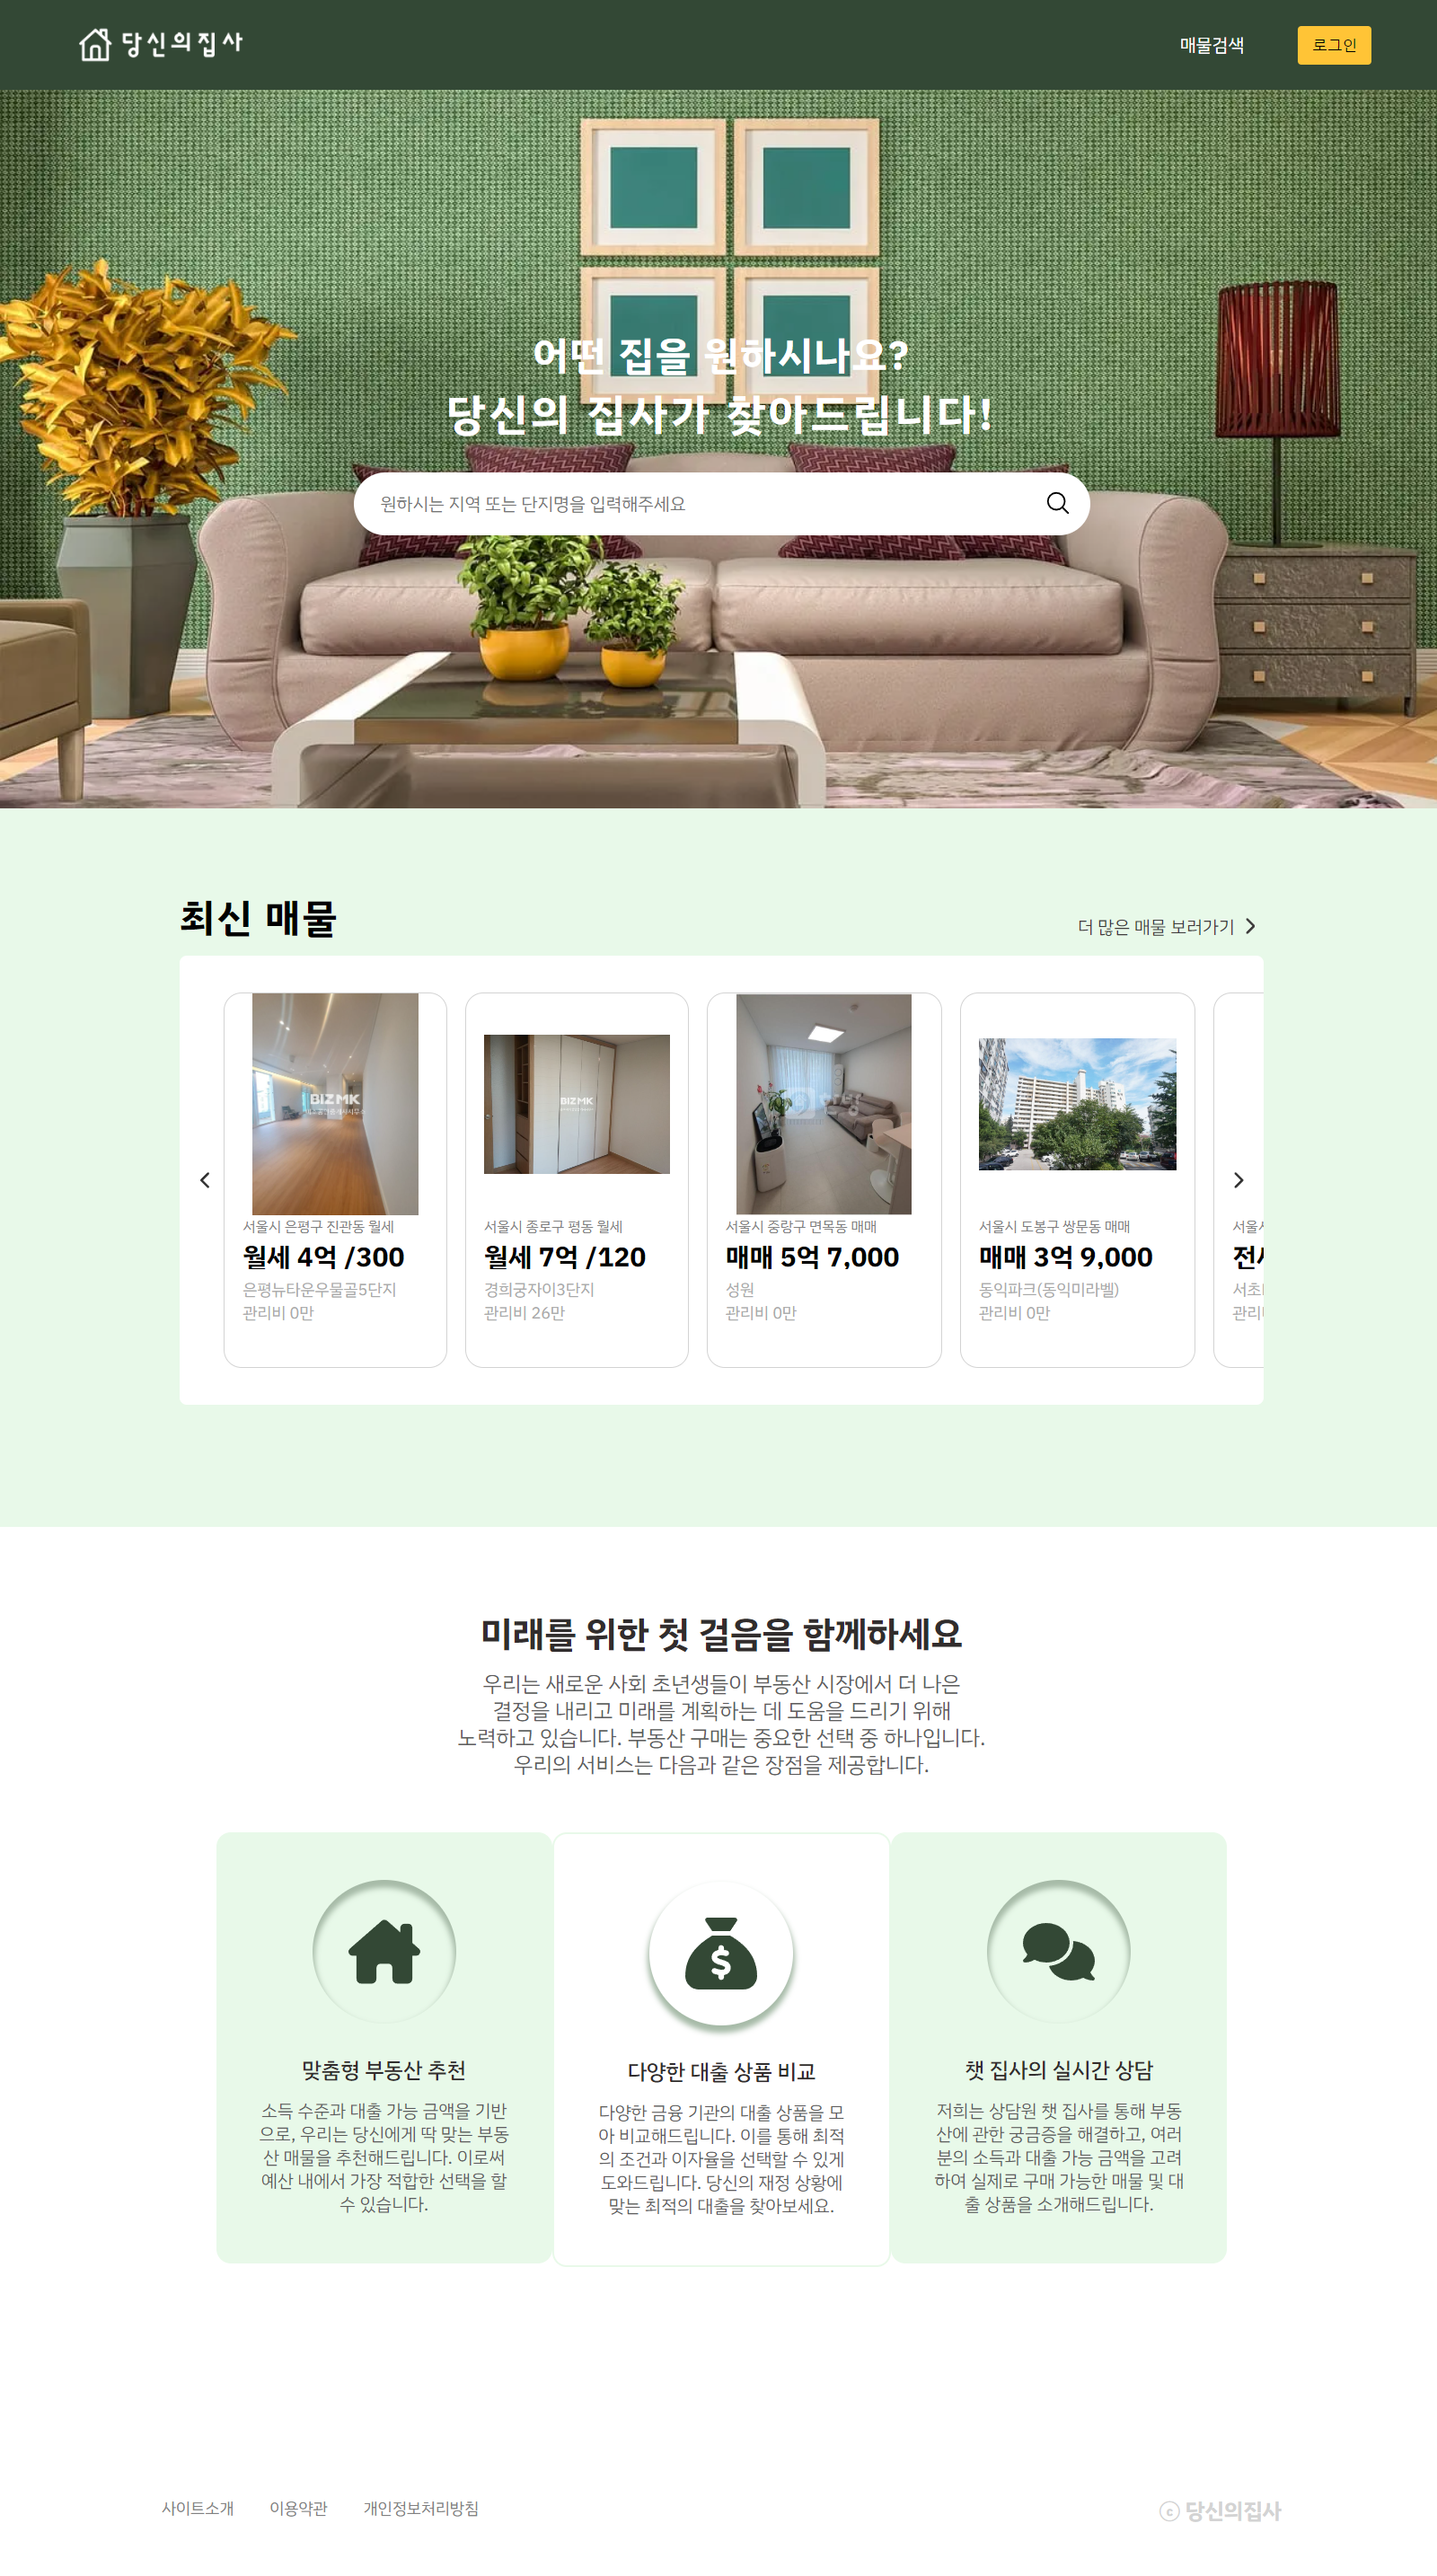 당신의집사
매물검색
로그인
어떤 집을 원하시나요?
당신의 집사가 찾아드립니다!
원하시는 지역 또는 단지명을 입력해주세요
최신 매물
더 많은 매물 보러가기
BIZMK
BIZMK
서울시 은평구 진관동 월세
월세 4억 /300
은평뉴타운우물골5단지
관리비 0만
서울시 종로구 평동 월세
월세 7억 /120
경희궁자이3단지
관리비 26만
서울시 중랑구 면목동 매매
매매 5억 7,000
성원
관리비 0만
서울시 도봉구 쌍문동 매매
매매 3억 9,000
동익파크(동익미라벨)
관리비 0만
미래를 위한 첫 걸음을 함께하세요
우리는 새로운 사회 초년생들이 부동산 시장에서 더 나은
결정을 내리고 미래를 계획하는 데 도움을 드리기 위해
노력하고 있습니다. 부동산 구매는 중요한 선택 중 하나입니다.
우리의 서비스는 다음과 같은 장점을 제공합니다.
맞춤형 부동산 추천
소득 수준과 대출 가능 금액을 기반
으로, 우리는 당신에게 딱 맞는 부동
산 매물을 추천해드립니다. 이로써
예산 내에서 가장 적합한 선택을 할
수 있습니다.
다양한 대출 상품 비교
다양한 금융 기관의 대출 상품을 모
아 비교해드립니다. 이를 통해 최적
의 조건과 이자율을 선택할 수 있게
도와드립니다. 당신의 재정 상황에
맞는 최적의 대출을 찾아보세요.
챗 집사의 실시간 상담
저희는 상담원 챗 집사를 통해 부동
산에 관한 궁금증을 해결하고, 여러
분의 소득과 대출 가능 금액을 고려
하여 실제로 구매 가능한 매물 및 대
출 상품을 소개해드립니다.
사이트소개 이용약관 개인정보처리방침
ⓒ 당신의집사